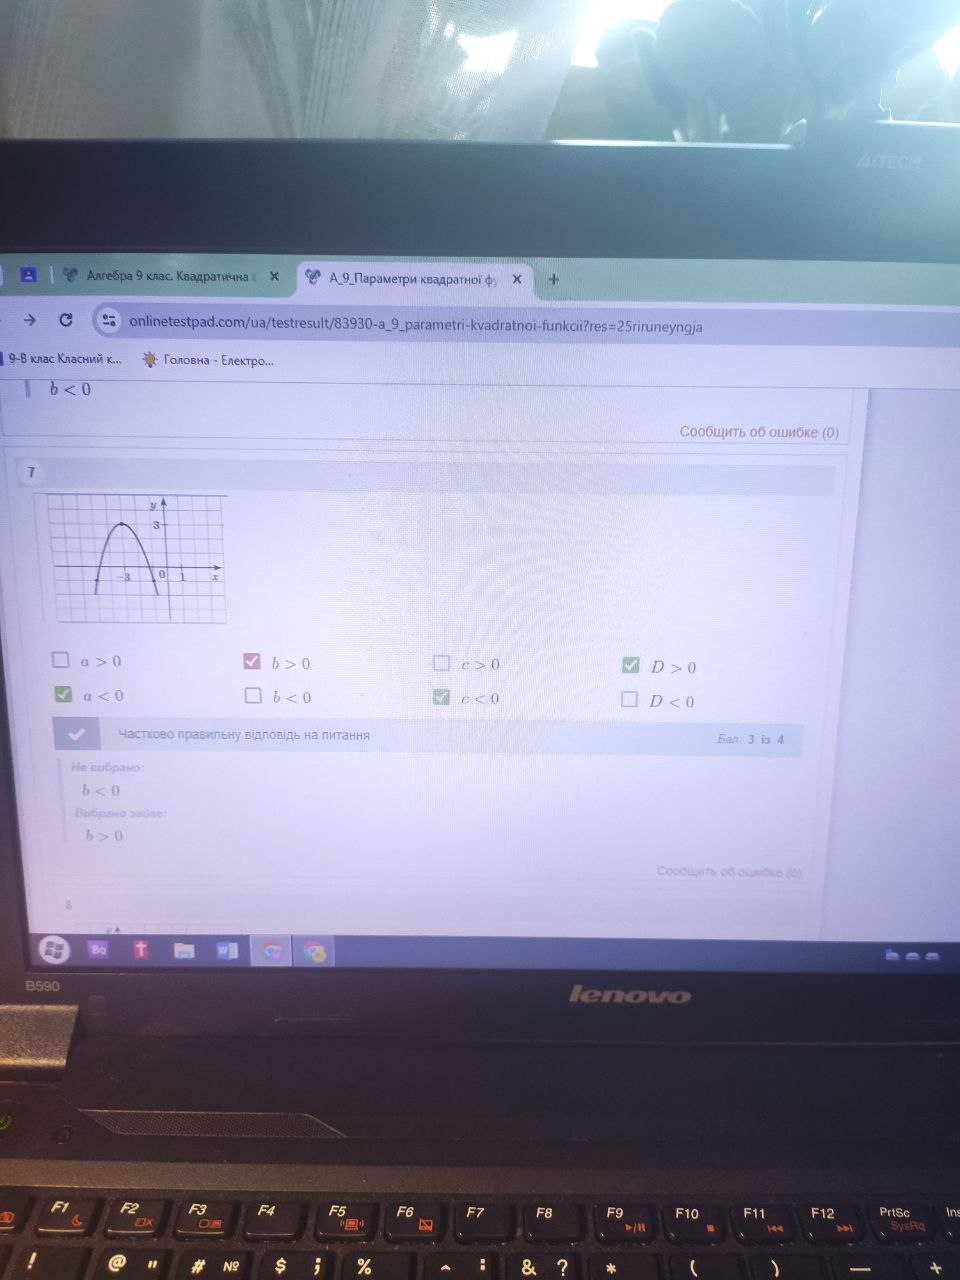 A4TECH
Алгебра 9 клас. Квадратична
А_9_Параметри квадратної фу
onlinetestpad.com/ua/testresult/83930-a_9_parametri-kvadratnoi-funkcii?res=25riruneyngja
9-В клас Класний к...
Головна - Електро...
b < 0
Сообщить об ошибке (0)
7
y
3
-3 0 1 x
a > 0 b > 0 c > 0 D > 0
a < 0 b < 0 c < 0 D < 0
Частково правильну відповідь на питання Бал: 3 із 4
Не вибрано:
b < 0
Вибрано зайве:
b > 0
Сообщить об ошибке (0)
8
y
Bo
B590
lenovo
F1 F2 F3 F4 F5 F6 F7 F8 F9 F10 F11 F12 PrtSc Ins
SysRq
! @ " # № $ ; % ^ : & ? * ( ) — +